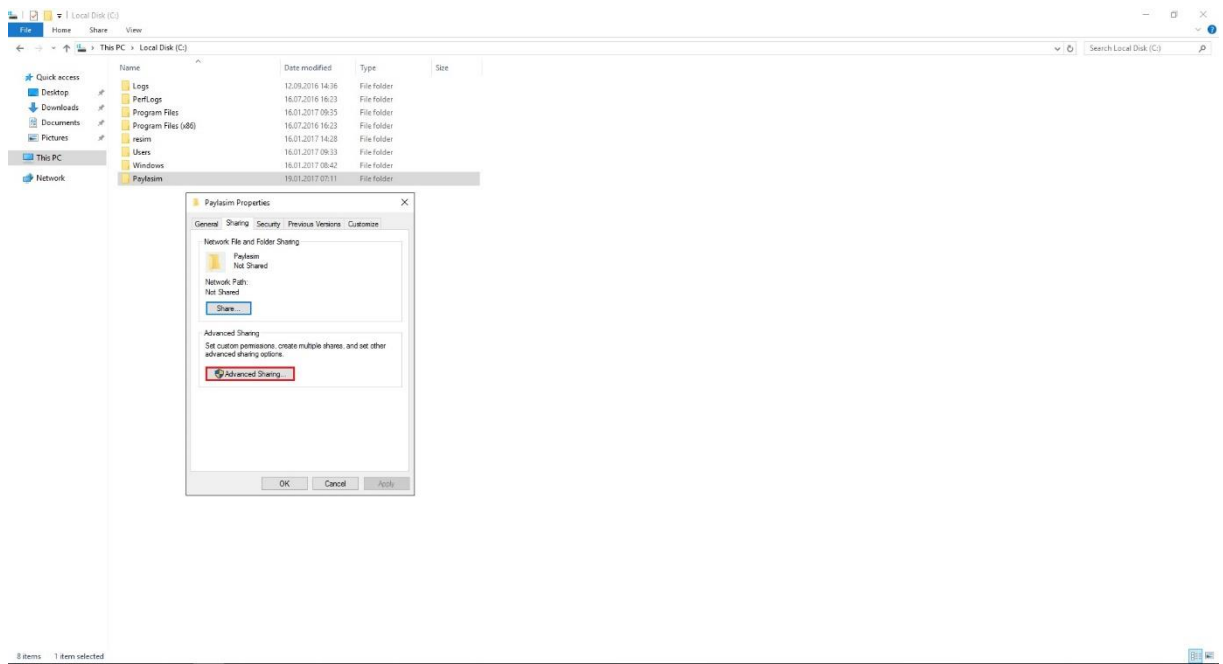 Local Disk (C:)
File Home Share View
This PC › Local Disk (C:)
Search Local Disk (C:)
Name Date modified Type Size
Quick access
Desktop
Downloads
Documents
Pictures
This PC
Network
Logs 12.09.2016 14:36 File folder
PerfLogs 16.07.2016 16:23 File folder
Program Files 16.01.2017 09:35 File folder
Program Files (x86) 16.07.2016 16:23 File folder
resim 16.01.2017 14:28 File folder
Users 16.01.2017 09:33 File folder
Windows 16.01.2017 08:42 File folder
Paylasim 19.01.2017 07:11 File folder
Paylasim Properties
General Sharing Security Previous Versions Customize
Network File and Folder Sharing
Paylasim
Not Shared
Network Path:
Not Shared
Share...
Advanced Sharing
Set custom permissions, create multiple shares, and set other
advanced sharing options.
Advanced Sharing...
OK Cancel Apply
8 items 1 item selected